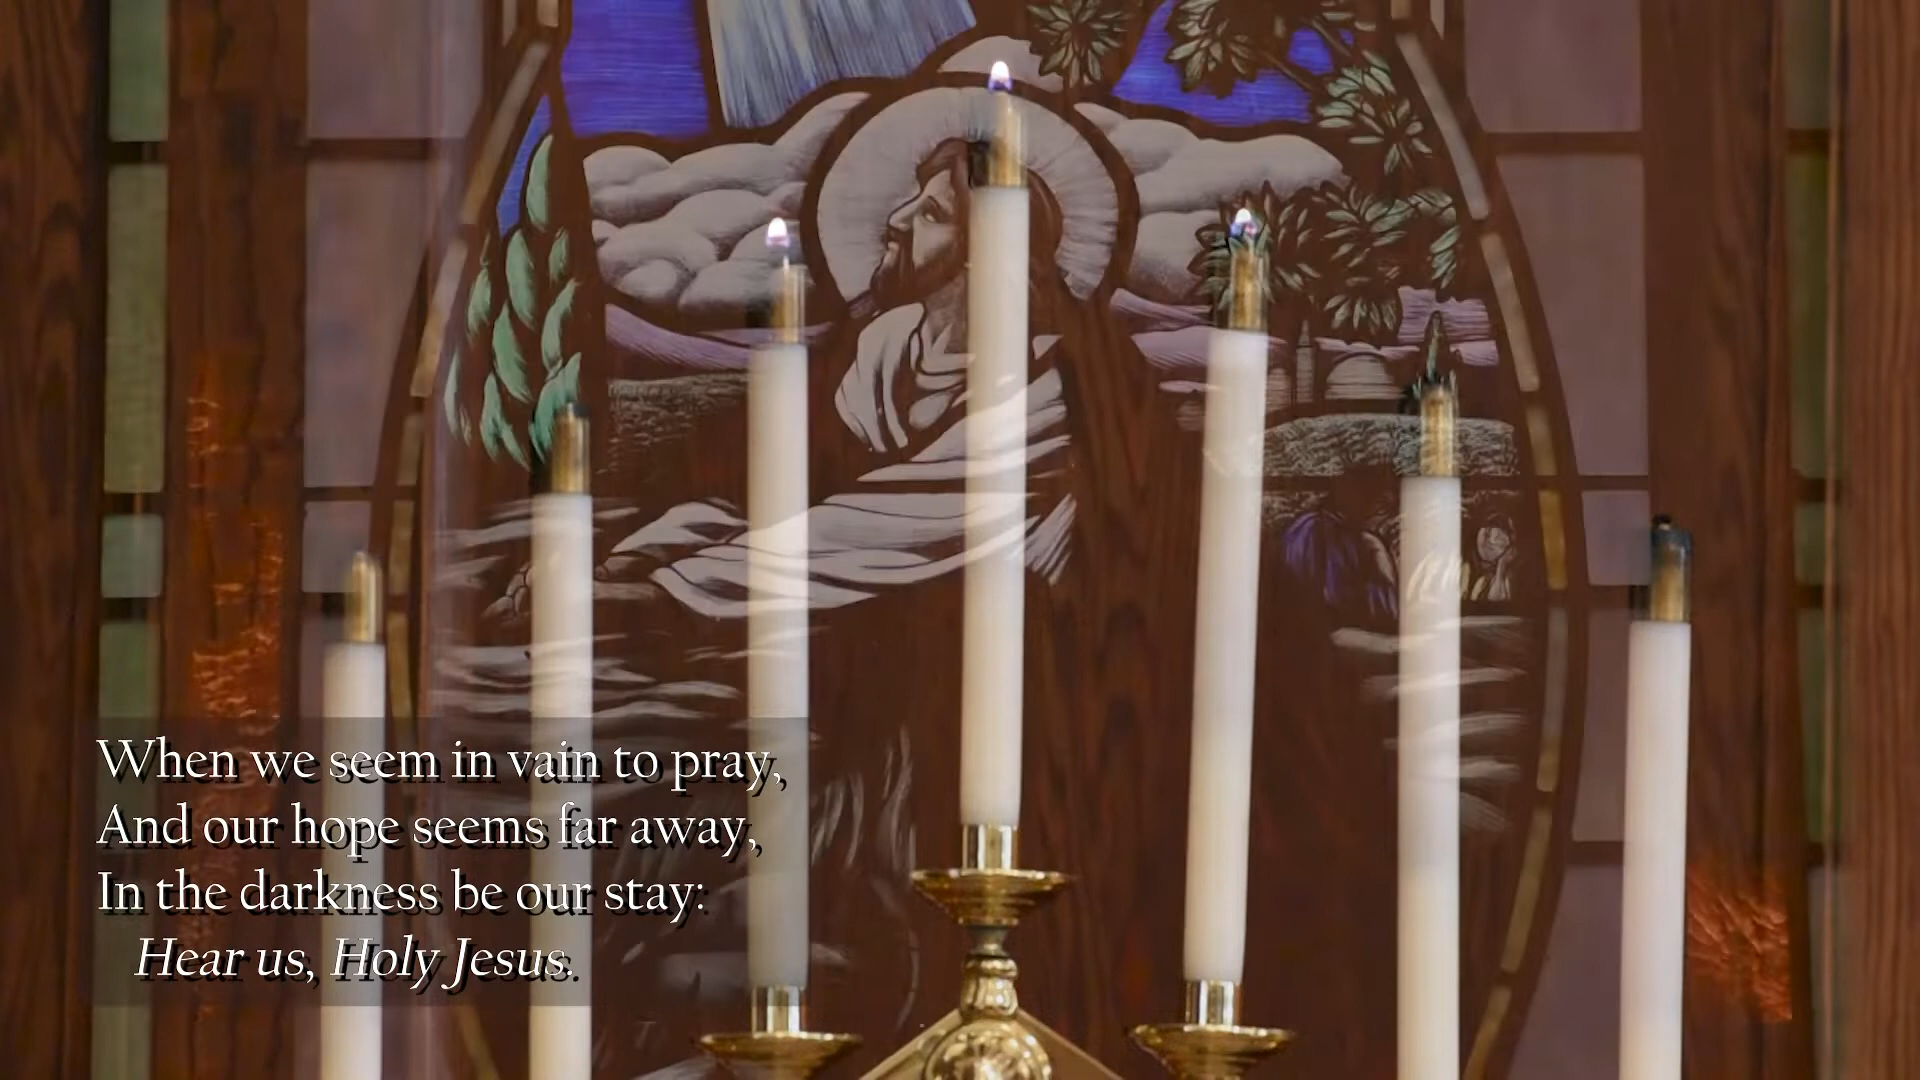 When we seem in vain to pray,
And our hope seems far away,
In the darkness be our stay:
Hear us, Holy Jesus.